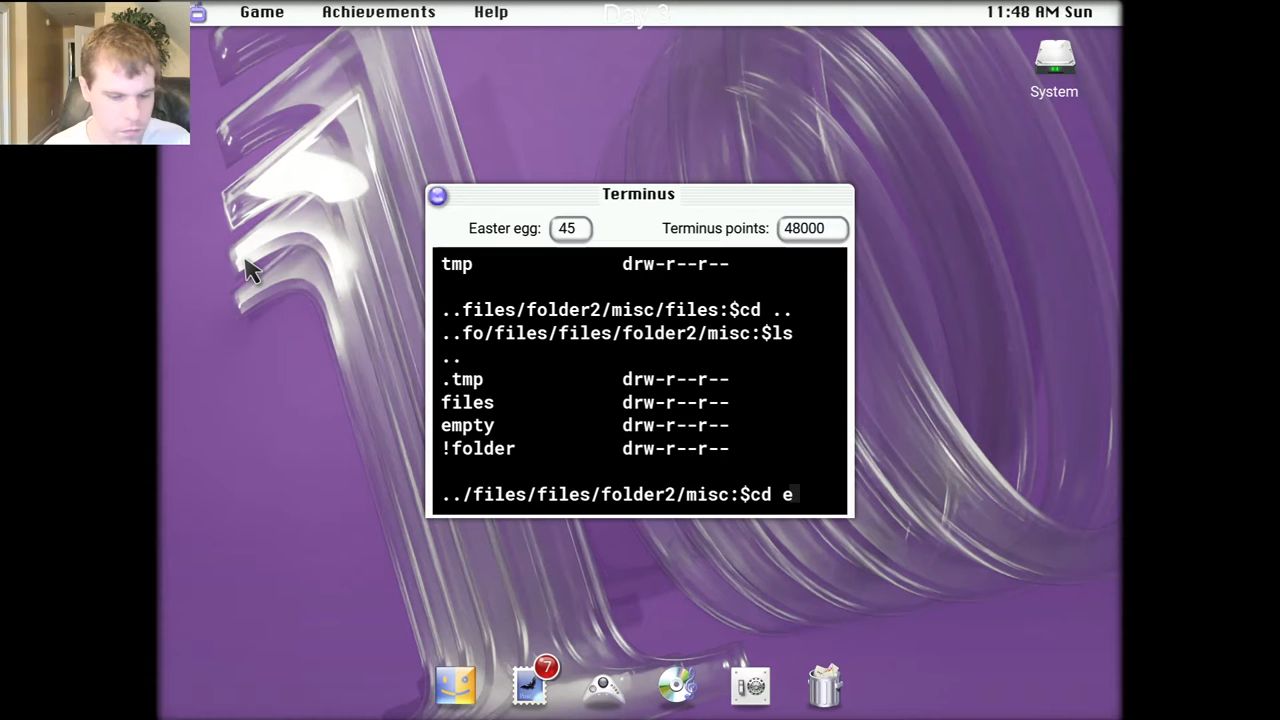 Game Achievements Help Day 3 11:48 AM Sun
System
Terminus
Easter egg: 45 Terminus points: 48000
tmp drw-r--r--
..files/folder2/misc/files:$cd ..
..fo/files/files/folder2/misc:$ls
..
.tmp drw-r--r--
files drw-r--r--
empty drw-r--r--
!folder drw-r--r--
../files/files/folder2/misc:$cd e
7